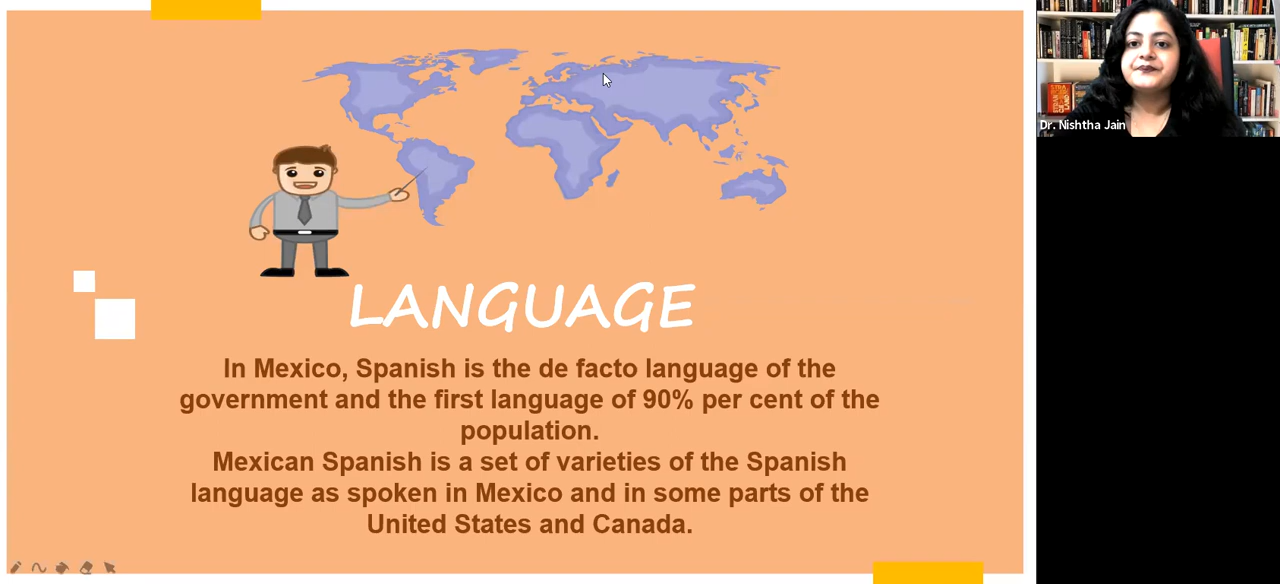 Dr. Nishtha Jain
LANGUAGE
In Mexico, Spanish is the de facto language of the
government and the first language of 90% per cent of the
population.
Mexican Spanish is a set of varieties of the Spanish
language as spoken in Mexico and in some parts of the
United States and Canada.